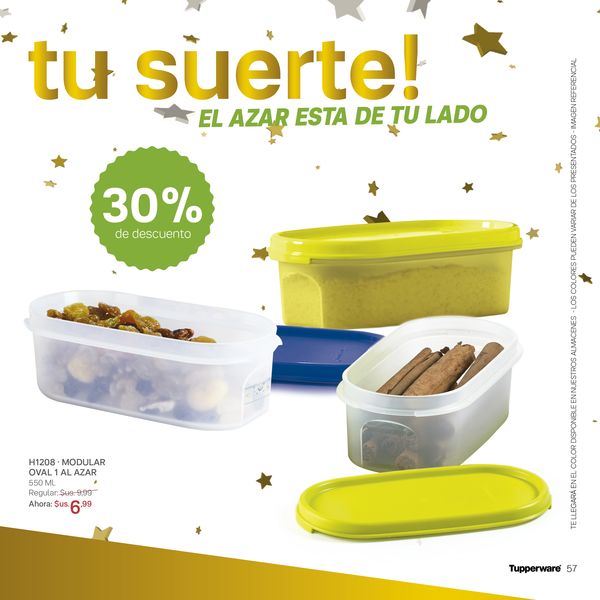 tu suerte!
EL AZAR ESTA DE TU LADO
30%
de descuento
H1208 · MODULAR
OVAL 1 AL AZAR
550 ML
Regular: $us. 9.99
Ahora: $us. 6.99
TE LLEGARÁ EN EL COLOR DISPONIBLE EN NUESTROS ALMACENES - LOS COLORES PUEDEN VARIAR DE LOS PRESENTADOS - IMAGEN REFERENCIAL
Tupperware 57